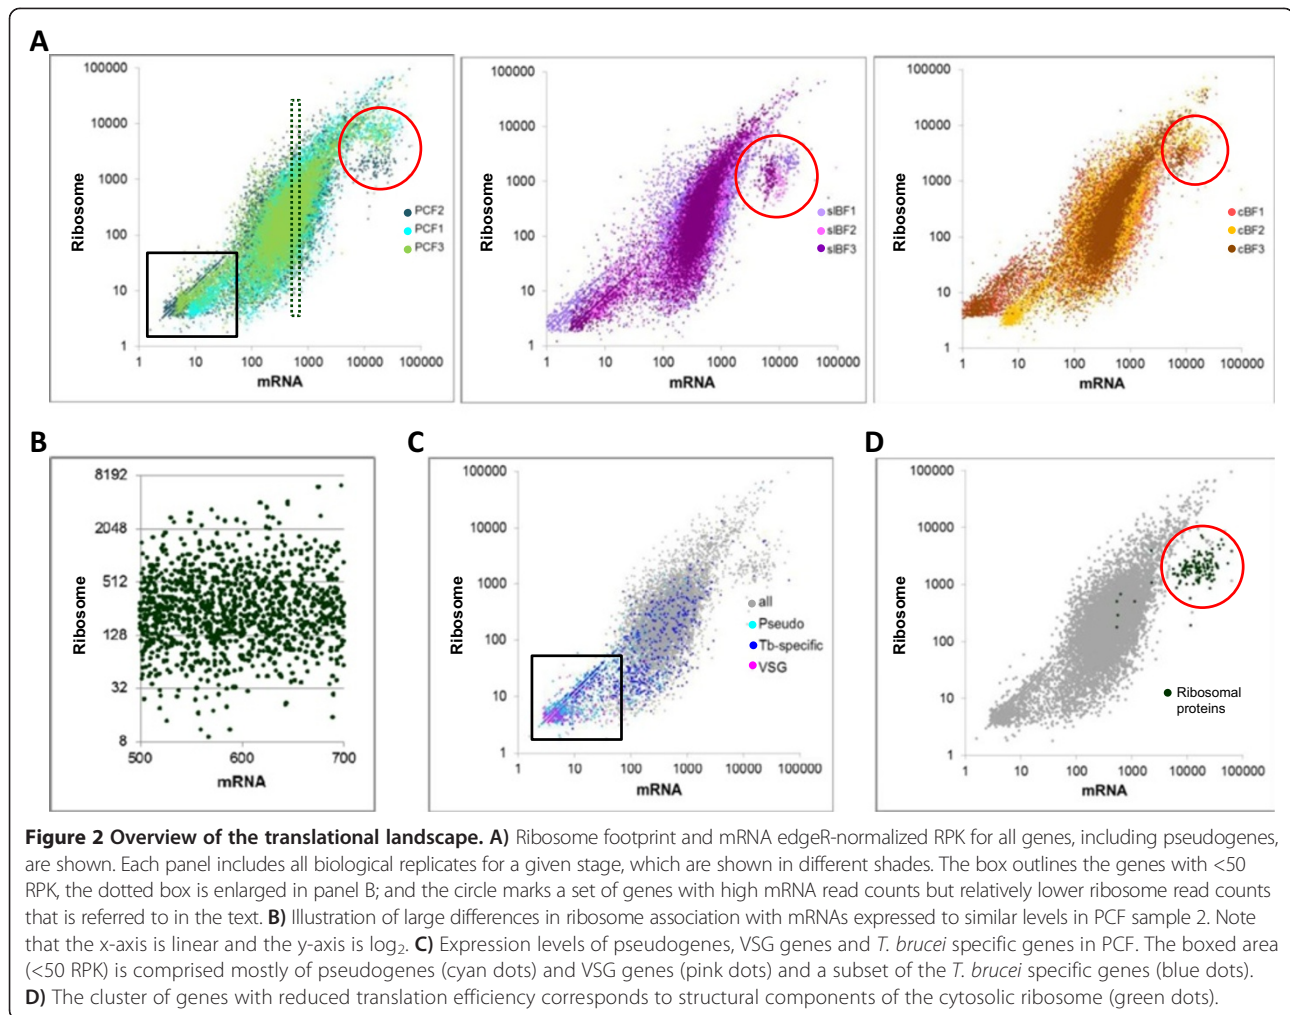 A
100000
10000
1000
100
10
1
Ribosome
PCF2
PCF1
PCF3
1 10 100 1000 10000 100000
mRNA
100000
10000
1000
100
10
1
Ribosome
slBF1
slBF2
slBF3
1 10 100 1000 10000 100000
mRNA
100000
10000
1000
100
10
1
Ribosome
cBF1
cBF2
cBF3
1 10 100 1000 10000 100000
mRNA
B
8192
2048
512
128
32
8
Ribosome
500 600 700
mRNA
C
100000
10000
1000
100
10
1
Ribosome
all
Pseudo
Tb-specific
VSG
1 10 100 1000 10000 100000
mRNA
D
100000
10000
1000
100
10
1
Ribosome
Ribosomal
proteins
1 10 100 1000 10000 100000
mRNA
Figure 2 Overview of the translational landscape. A) Ribosome footprint and mRNA edgeR-normalized RPK for all genes, including pseudogenes,
are shown. Each panel includes all biological replicates for a given stage, which are shown in different shades. The box outlines the genes with <50
RPK, the dotted box is enlarged in panel B; and the circle marks a set of genes with high mRNA read counts but relatively lower ribosome read counts
that is referred to in the text. B) Illustration of large differences in ribosome association with mRNAs expressed to similar levels in PCF sample 2. Note
that the x-axis is linear and the y-axis is log₂. C) Expression levels of pseudogenes, VSG genes and T. brucei specific genes in PCF. The boxed area
(<50 RPK) is comprised mostly of pseudogenes (cyan dots) and VSG genes (pink dots) and a subset of the T. brucei specific genes (blue dots).
D) The cluster of genes with reduced translation efficiency corresponds to structural components of the cytosolic ribosome (green dots).